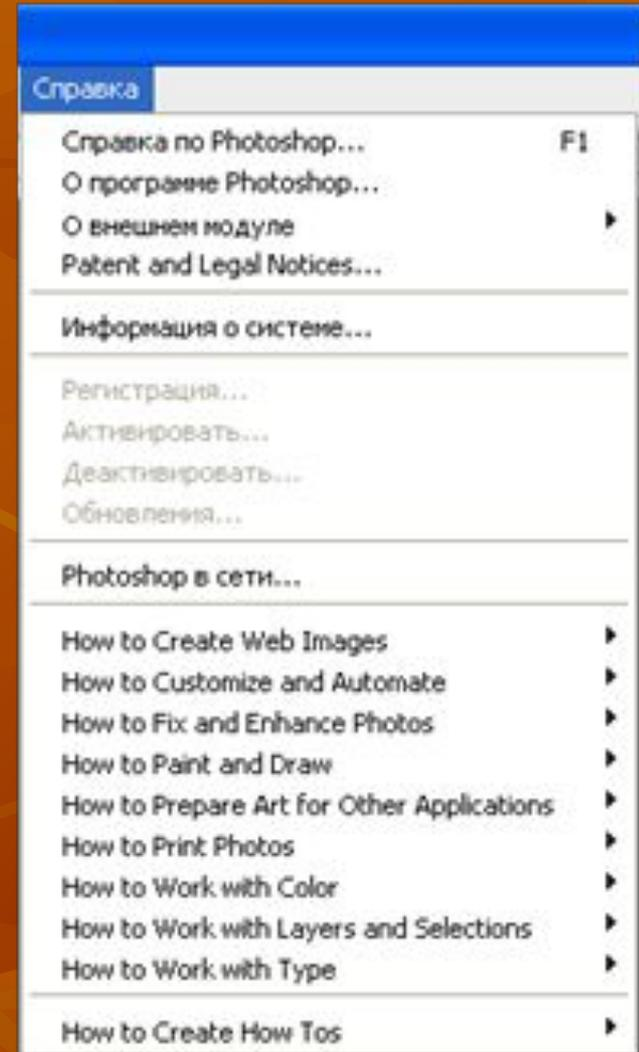 Справка
Справка по Photoshop... F1
О программе Photoshop...
О внешнем модуле
Patent and Legal Notices...
Информация о системе...
Регистрация...
Активировать...
Деактивировать...
Обновления...
Photoshop в сети...
How to Create Web Images
How to Customize and Automate
How to Fix and Enhance Photos
How to Paint and Draw
How to Prepare Art for Other Applications
How to Print Photos
How to Work with Color
How to Work with Layers and Selections
How to Work with Type
How to Create How Tos